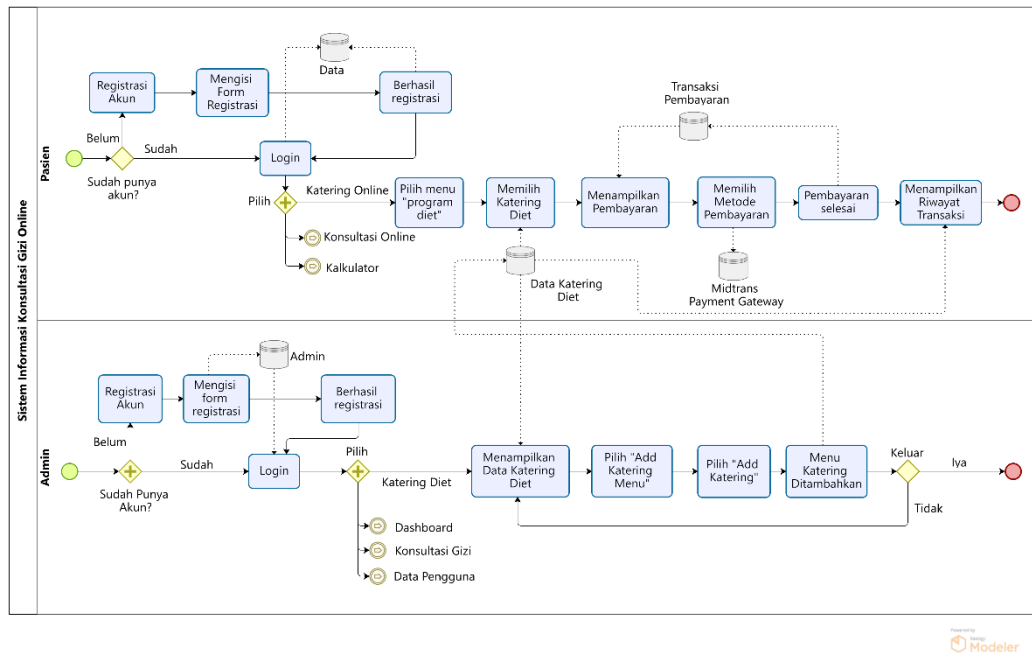 Sistem Informasi Konsultasi Gizi Online
Pasien
Data
Registrasi
Akun
Mengisi
Form
Registrasi
Berhasil
registrasi
Belum
Sudah
Sudah punya
akun?
Login
Pilih
Katering Online
Konsultasi Online
Kalkulator
Pilih menu
"program
diet"
Memilih
Katering
Diet
Menampilkan
Pembayaran
Transaksi
Pembayaran
Memilih
Metode
Pembayaran
Pembayaran
selesai
Menampilkan
Riwayat
Transaksi
Data Katering
Diet
Midtrans
Payment Gateway
Admin
Admin
Registrasi
Akun
Mengisi
form
registrasi
Berhasil
registrasi
Belum
Sudah
Sudah Punya
Akun?
Login
Pilih
Katering Diet
Dashboard
Konsultasi Gizi
Data Pengguna
Menampilkan
Data Katering
Diet
Pilih "Add
Katering
Menu"
Pilih "Add
Katering"
Menu
Katering
Ditambahkan
Keluar
Iya
Tidak
Powered by
bizagi
Modeler